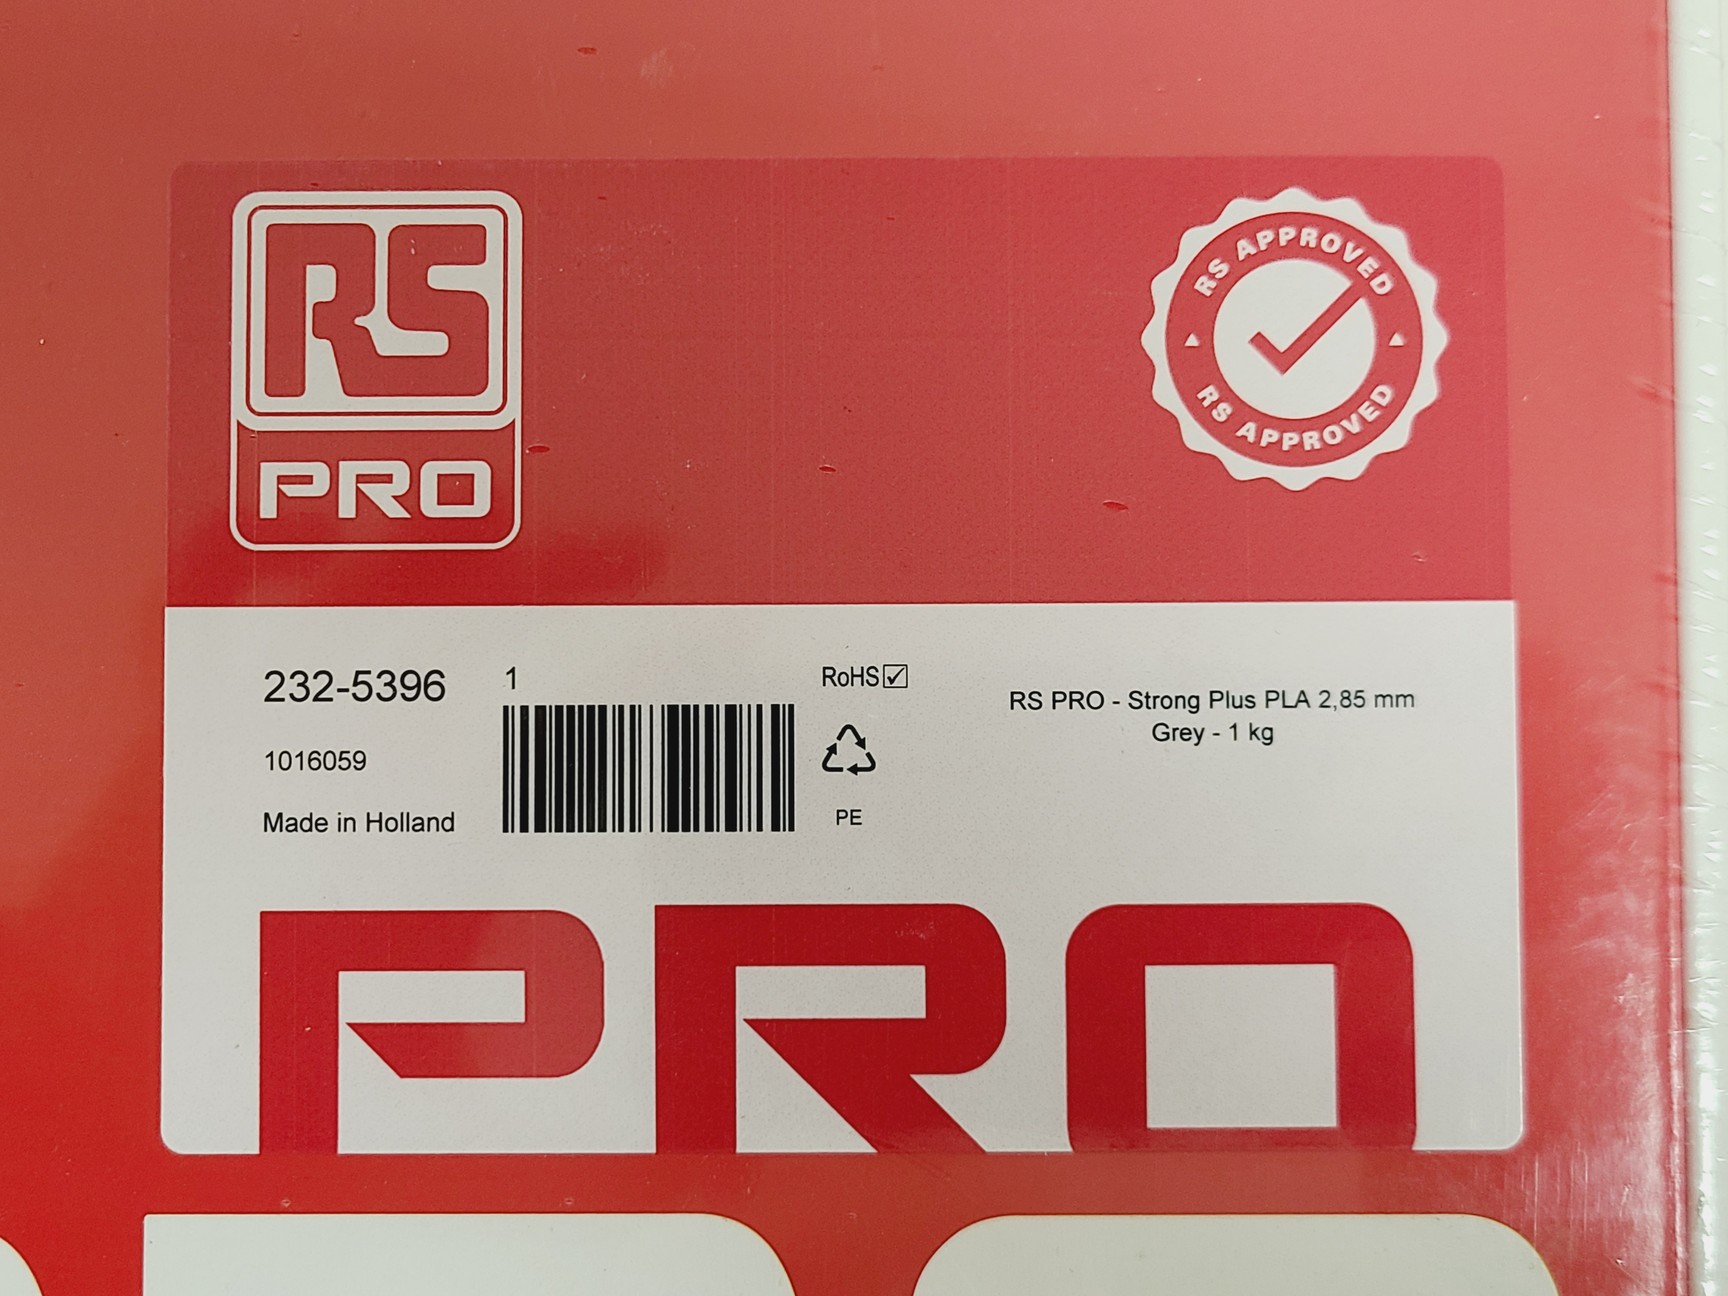 RS
PRO
RS APPROVED
RS APPROVED
232-5396
1
RoHS
RS PRO - Strong Plus PLA 2,85 mm
Grey - 1 kg
1016059
Made in Holland
PE
PRO